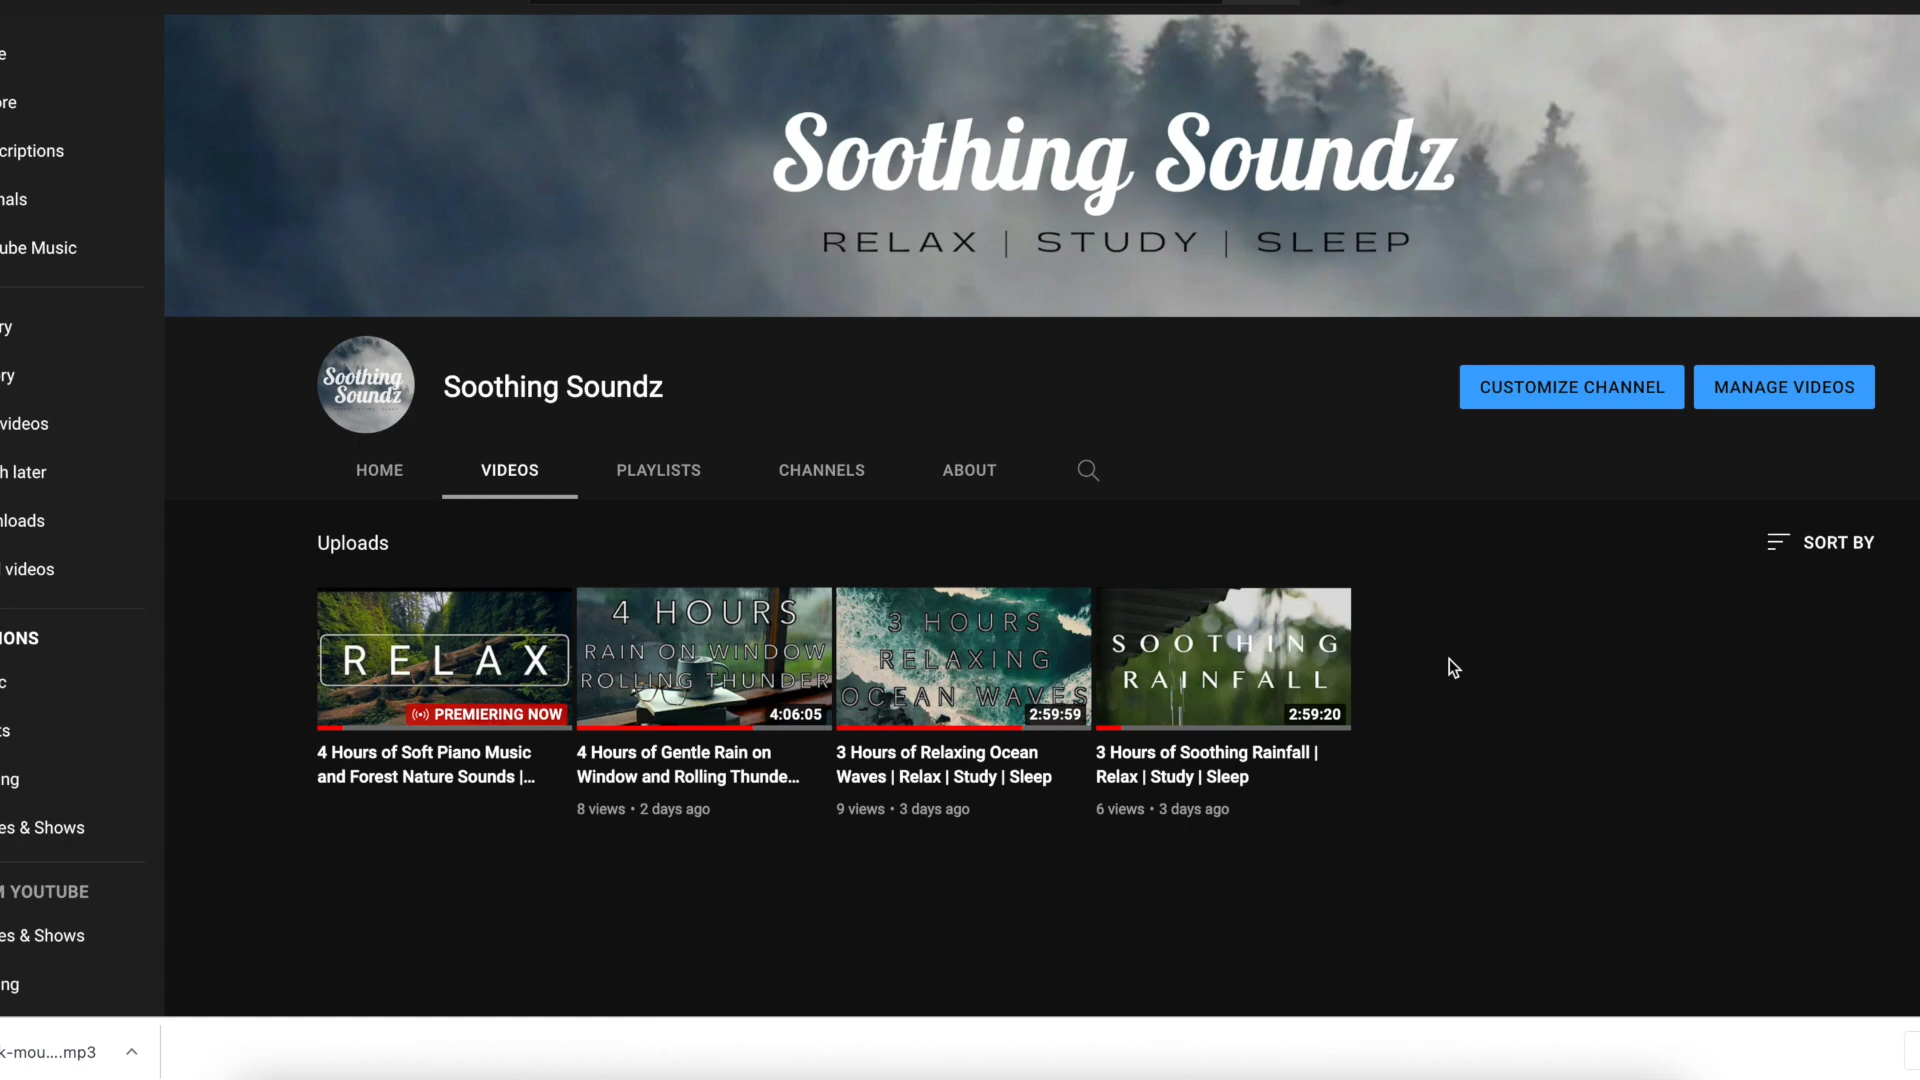 Soothing Soundz
RELAX | STUDY | SLEEP
e
ore
criptions
nals
ube Music
ry
ry
videos
h later
nloads
videos
IONS
c
ts
ng
es & Shows
M YOUTUBE
es & Shows
ng
Soothing
Soundz
Soothing Soundz
CUSTOMIZE CHANNEL
MANAGE VIDEOS
HOME
VIDEOS
PLAYLISTS
CHANNELS
ABOUT
Uploads
SORT BY
RELAX
PREMIERING NOW
4 Hours of Soft Piano Music
and Forest Nature Sounds |...
4 HOURS
RAIN ON WINDOW
ROLLING THUNDER
4:06:05
4 Hours of Gentle Rain on
Window and Rolling Thunde...
8 views • 2 days ago
3 HOURS
RELAXING
OCEAN WAVES
2:59:59
3 Hours of Relaxing Ocean
Waves | Relax | Study | Sleep
9 views • 3 days ago
SOOTHING
RAINFALL
2:59:20
3 Hours of Soothing Rainfall |
Relax | Study | Sleep
6 views • 3 days ago
k-mou....mp3